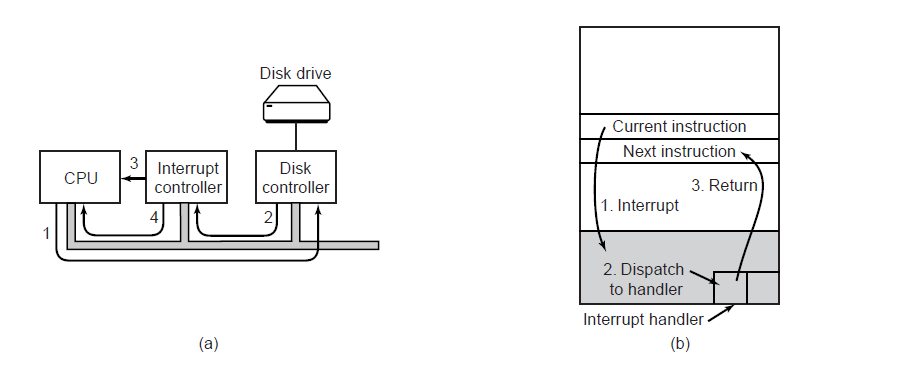 Disk drive
CPU
3
Interrupt
controller
Disk
controller
1
4
2
(a)
Current instruction
Next instruction
3. Return
1. Interrupt
2. Dispatch
to handler
Interrupt handler
(b)